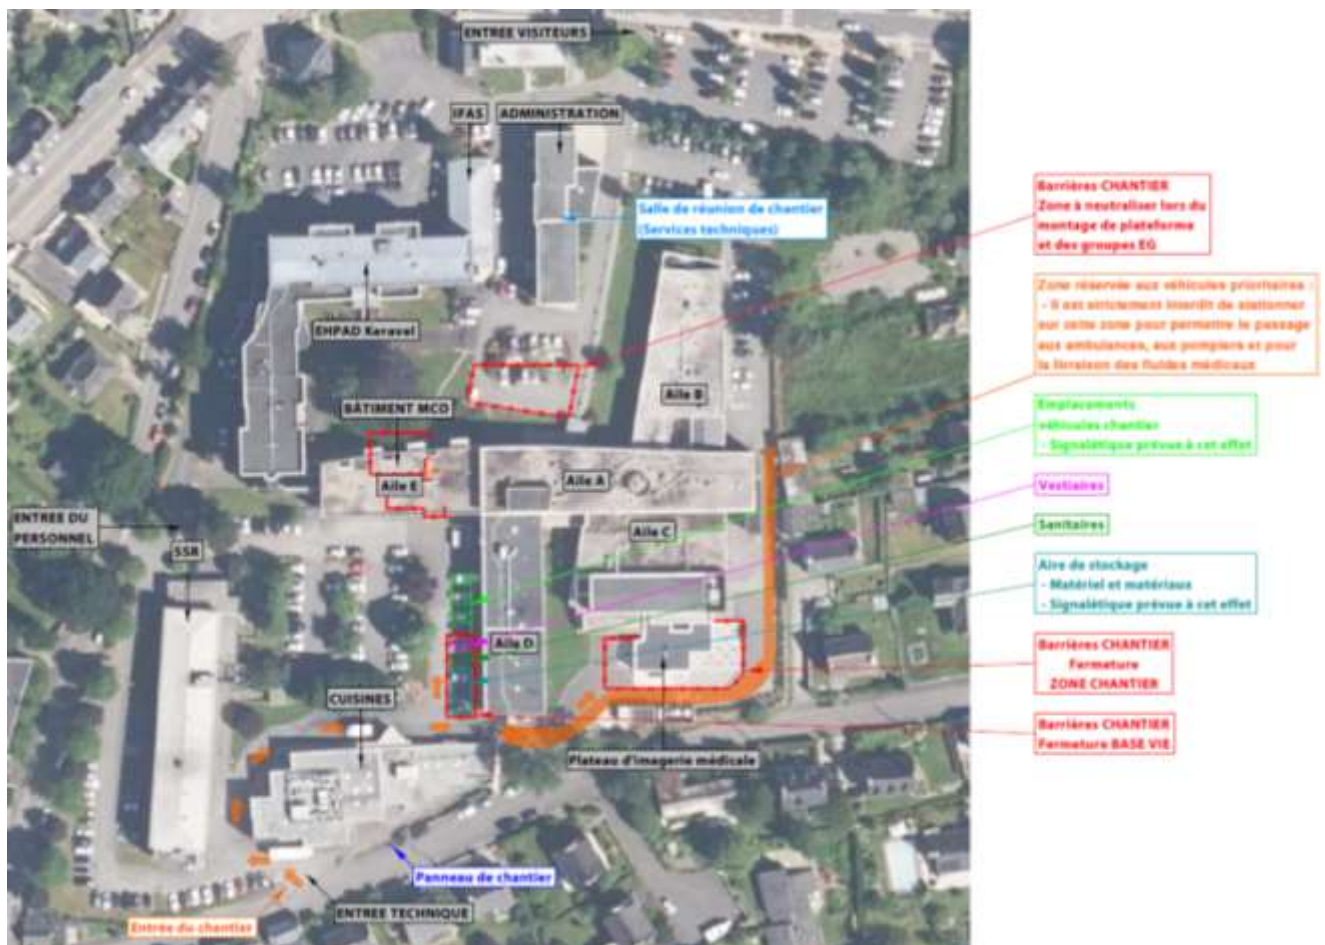 ENTREE VISITEURS
IFAS
ADMINISTRATION
Salle de réunion de chantier
(Services techniques)
EHPAD Keravel
Aile B
BÂTIMENT MCO
Aile E
Aile A
Aile C
ENTREE DU
PERSONNEL
SSR
Aile D
CUISINES
Plateau d'imagerie médicale
Panneau de chantier
ENTREE TECHNIQUE
Entrée du chantier
Barrières CHANTIER
Zone à neutraliser lors du
montage de plateforme
et des groupes EG
Zone réservée aux véhicules prioritaires :
- Il est strictement interdit de stationner
sur cette zone pour permettre le passage
aux ambulances, aux pompiers et pour
la livraison des fluides médicaux
Emplacements
véhicules chantier
- Signalétique prévue à cet effet
Vestiaires
Sanitaires
Aire de stockage
- Matériel et matériaux
- Signalétique prévue à cet effet
Barrières CHANTIER
Fermeture
ZONE CHANTIER
Barrières CHANTIER
Fermeture BASE VIE